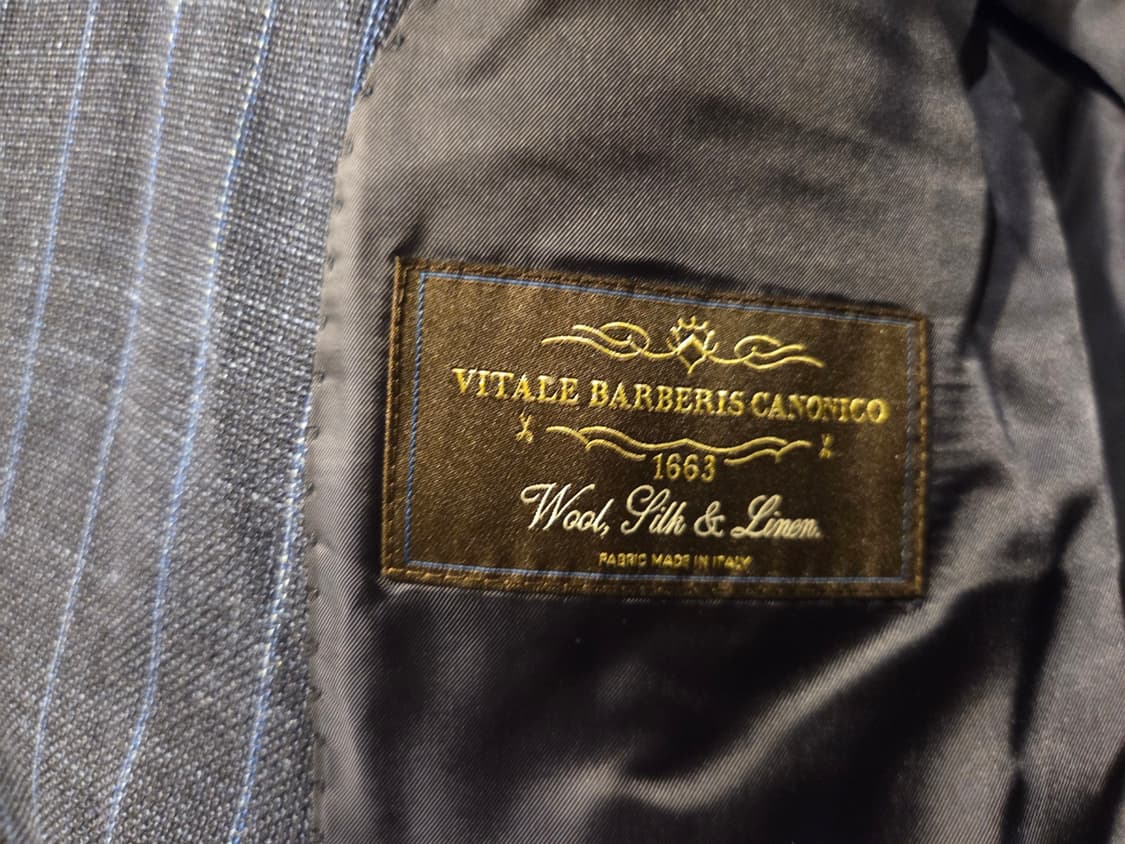 VITALE BARBERIS CANONICO
1663
Wool, Silk & Linen.
FABRIC MADE IN ITALY